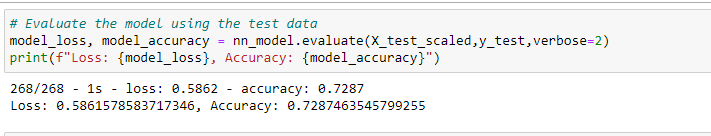 # Evaluate the model using the test data
model_loss, model_accuracy = nn_model.evaluate(X_test_scaled,y_test,verbose=2)
print(f"Loss: {model_loss}, Accuracy: {model_accuracy}")
268/268 - 1s - loss: 0.5862 - accuracy: 0.7287
Loss: 0.5861578583717346, Accuracy: 0.7287463545799255